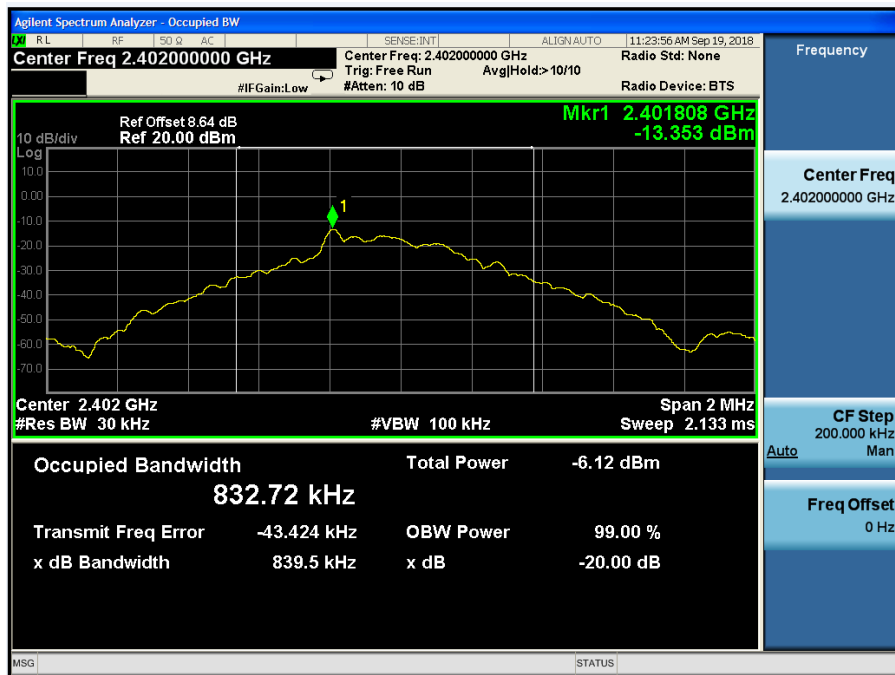 Agilent Spectrum Analyzer - Occupied BW
LXI RL RF 50 Ω AC SENSE:INT ALIGN AUTO 11:23:56 AM Sep 19, 2018
Center Freq 2.402000000 GHz
Center Freq: 2.402000000 GHz Radio Std: None
Trig: Free Run Avg|Hold:>10/10
#IFGain:Low #Atten: 10 dB Radio Device: BTS
Frequency
Ref Offset 8.64 dB
10 dB/div Ref 20.00 dBm
Mkr1 2.401808 GHz
-13.353 dBm
Log
10.0
0.00
-10.0
-20.0
-30.0
-40.0
-50.0
-60.0
-70.0
1
Center 2.402 GHz Span 2 MHz
#Res BW 30 kHz #VBW 100 kHz Sweep 2.133 ms
Occupied Bandwidth Total Power -6.12 dBm
832.72 kHz
Transmit Freq Error -43.424 kHz OBW Power 99.00 %
x dB Bandwidth 839.5 kHz x dB -20.00 dB
Center Freq
2.402000000 GHz
CF Step
200.000 kHz
Auto Man
Freq Offset
0 Hz
MSG STATUS